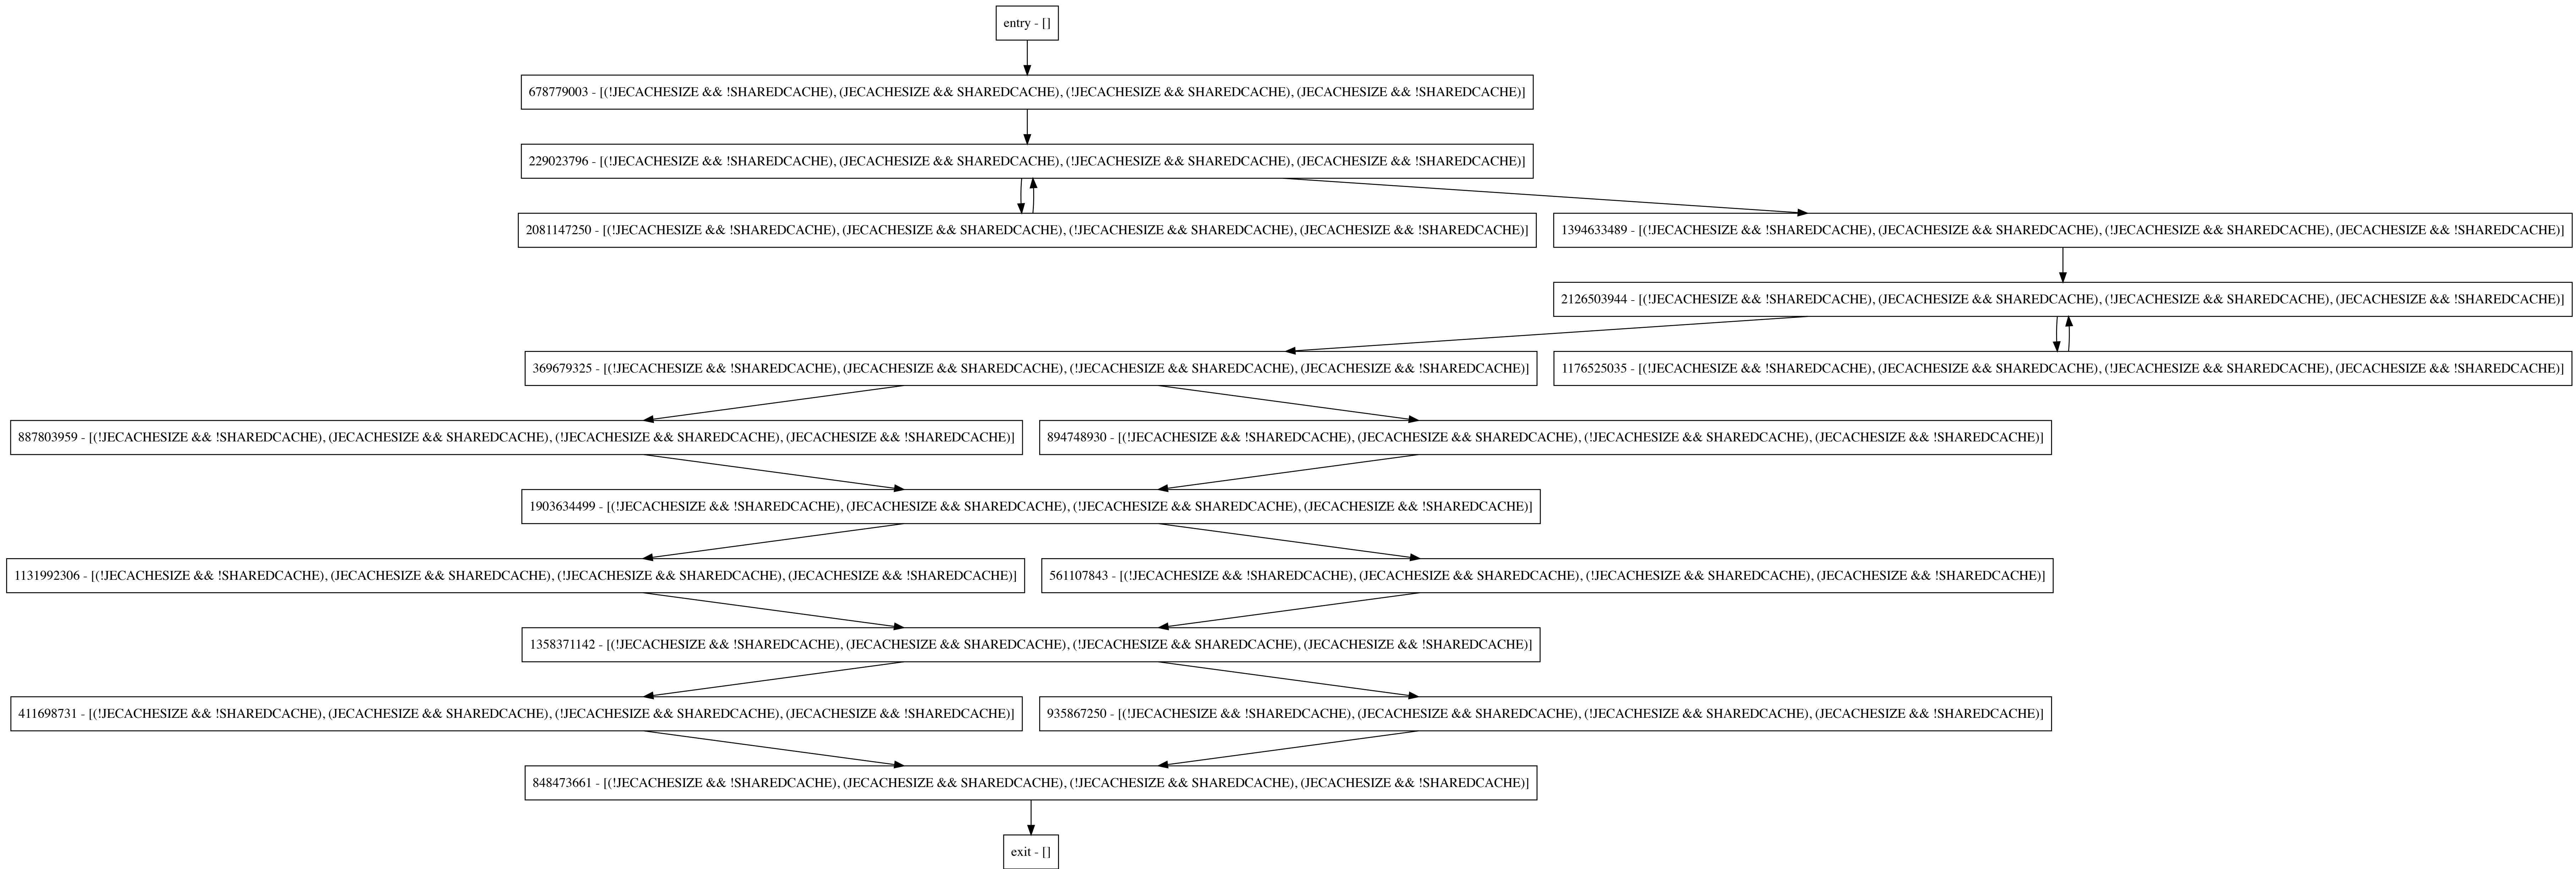 entry - []
678779003 - [(!JECACHESIZE && !SHAREDCACHE), (JECACHESIZE && SHAREDCACHE), (!JECACHESIZE && SHAREDCACHE), (JECACHESIZE && !SHAREDCACHE)]
229023796 - [(!JECACHESIZE && !SHAREDCACHE), (JECACHESIZE && SHAREDCACHE), (!JECACHESIZE && SHAREDCACHE), (JECACHESIZE && !SHAREDCACHE)]
2081147250 - [(!JECACHESIZE && !SHAREDCACHE), (JECACHESIZE && SHAREDCACHE), (!JECACHESIZE && SHAREDCACHE), (JECACHESIZE && !SHAREDCACHE)]
1394633489 - [(!JECACHESIZE && !SHAREDCACHE), (JECACHESIZE && SHAREDCACHE), (!JECACHESIZE && SHAREDCACHE), (JECACHESIZE && !SHAREDCACHE)]
2126503944 - [(!JECACHESIZE && !SHAREDCACHE), (JECACHESIZE && SHAREDCACHE), (!JECACHESIZE && SHAREDCACHE), (JECACHESIZE && !SHAREDCACHE)]
369679325 - [(!JECACHESIZE && !SHAREDCACHE), (JECACHESIZE && SHAREDCACHE), (!JECACHESIZE && SHAREDCACHE), (JECACHESIZE && !SHAREDCACHE)]
1176525035 - [(!JECACHESIZE && !SHAREDCACHE), (JECACHESIZE && SHAREDCACHE), (!JECACHESIZE && SHAREDCACHE), (JECACHESIZE && !SHAREDCACHE)]
887803959 - [(!JECACHESIZE && !SHAREDCACHE), (JECACHESIZE && SHAREDCACHE), (!JECACHESIZE && SHAREDCACHE), (JECACHESIZE && !SHAREDCACHE)]
894748930 - [(!JECACHESIZE && !SHAREDCACHE), (JECACHESIZE && SHAREDCACHE), (!JECACHESIZE && SHAREDCACHE), (JECACHESIZE && !SHAREDCACHE)]
1903634499 - [(!JECACHESIZE && !SHAREDCACHE), (JECACHESIZE && SHAREDCACHE), (!JECACHESIZE && SHAREDCACHE), (JECACHESIZE && !SHAREDCACHE)]
1131992306 - [(!JECACHESIZE && !SHAREDCACHE), (JECACHESIZE && SHAREDCACHE), (!JECACHESIZE && SHAREDCACHE), (JECACHESIZE && !SHAREDCACHE)]
561107843 - [(!JECACHESIZE && !SHAREDCACHE), (JECACHESIZE && SHAREDCACHE), (!JECACHESIZE && SHAREDCACHE), (JECACHESIZE && !SHAREDCACHE)]
1358371142 - [(!JECACHESIZE && !SHAREDCACHE), (JECACHESIZE && SHAREDCACHE), (!JECACHESIZE && SHAREDCACHE), (JECACHESIZE && !SHAREDCACHE)]
411698731 - [(!JECACHESIZE && !SHAREDCACHE), (JECACHESIZE && SHAREDCACHE), (!JECACHESIZE && SHAREDCACHE), (JECACHESIZE && !SHAREDCACHE)]
935867250 - [(!JECACHESIZE && !SHAREDCACHE), (JECACHESIZE && SHAREDCACHE), (!JECACHESIZE && SHAREDCACHE), (JECACHESIZE && !SHAREDCACHE)]
848473661 - [(!JECACHESIZE && !SHAREDCACHE), (JECACHESIZE && SHAREDCACHE), (!JECACHESIZE && SHAREDCACHE), (JECACHESIZE && !SHAREDCACHE)]
exit - []